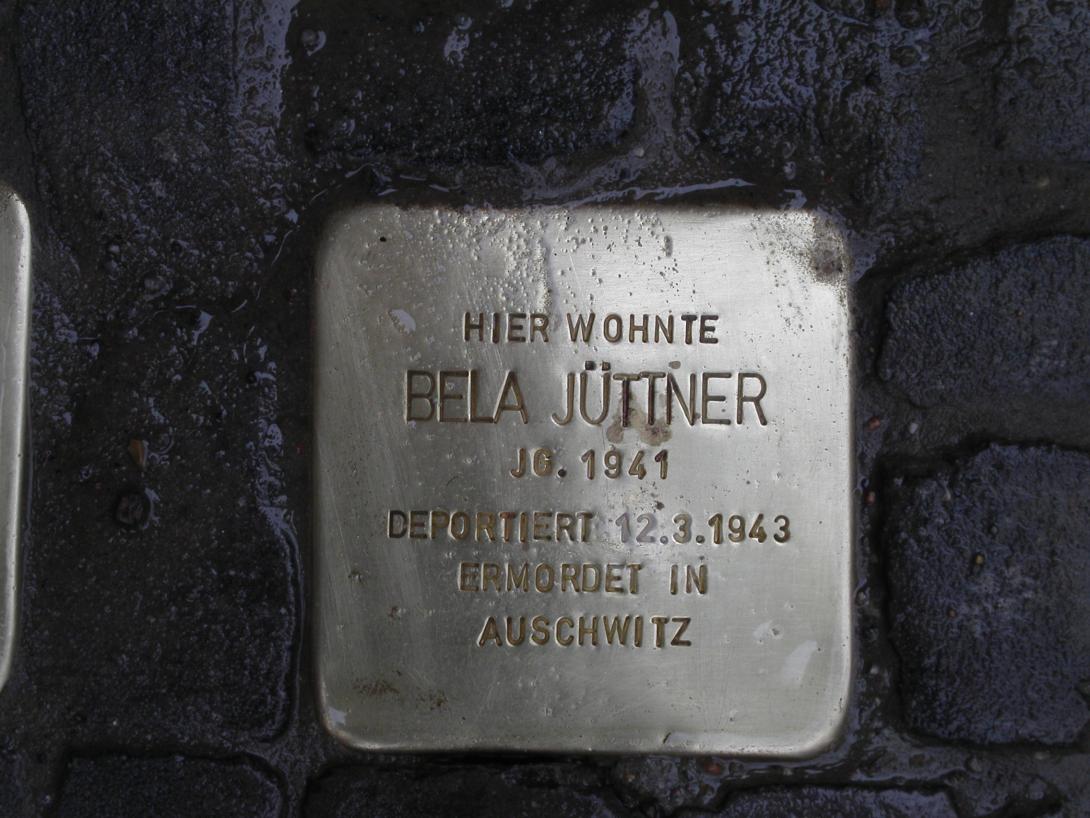 HIER WOHNTE
BELA JÜTTNER
JG. 1941
DEPORTIERT 12.3.1943
ERMORDET IN
AUSCHWITZ